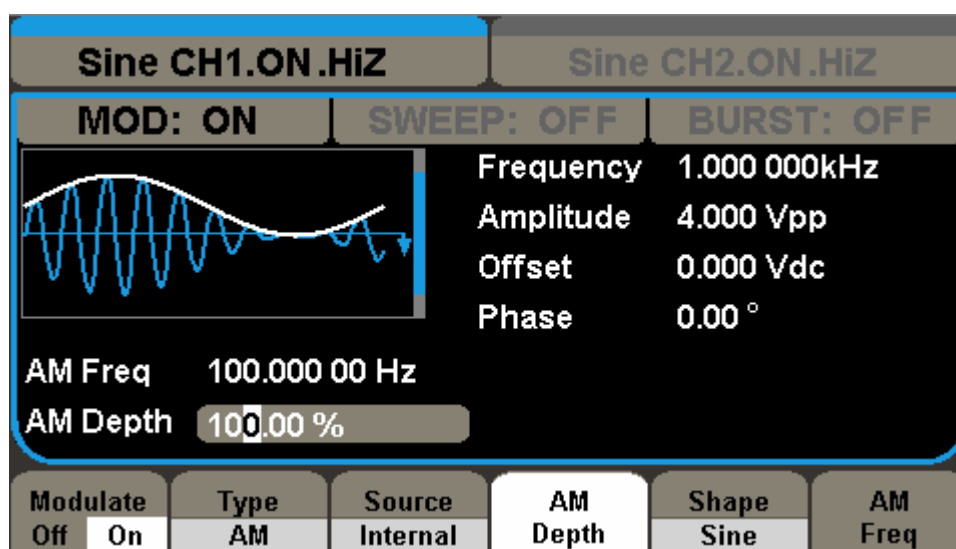 Sine CH1.ON.HiZ
Sine CH2.ON.HiZ
MOD: ON
SWEEP: OFF
BURST: OFF
Frequency 1.000 000kHz
Amplitude 4.000 Vpp
Offset 0.000 Vdc
Phase 0.00 °
AM Freq 100.000 00 Hz
AM Depth 100.00 %
Modulate
Off On
Type
AM
Source
Internal
AM
Depth
Shape
Sine
AM
Freq